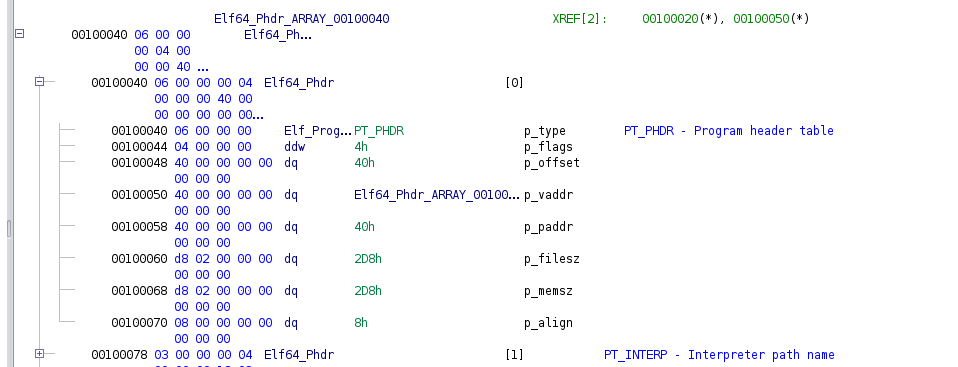 Elf64_Phdr_ARRAY_00100040 XREF[2]: 00100020(*), 00100050(*)
00100040 06 00 00 Elf64_Ph...
00 04 00
00 00 40 ...
00100040 06 00 00 00 04 Elf64_Phdr [0]
00 00 00 40 00
00 00 00 00 00...
00100040 06 00 00 00 Elf_Prog...PT_PHDR p_type PT_PHDR - Program header table
00100044 04 00 00 00 ddw 4h p_flags
00100048 40 00 00 00 00 dq 40h p_offset
00 00 00
00100050 40 00 00 00 00 dq Elf64_Phdr_ARRAY_00100... p_vaddr
00 00 00
00100058 40 00 00 00 00 dq 40h p_paddr
00 00 00
00100060 d8 02 00 00 00 dq 2D8h p_filesz
00 00 00
00100068 d8 02 00 00 00 dq 2D8h p_memsz
00 00 00
00100070 08 00 00 00 00 dq 8h p_align
00 00 00
00100078 03 00 00 00 04 Elf64_Phdr [1] PT_INTERP - Interpreter path name